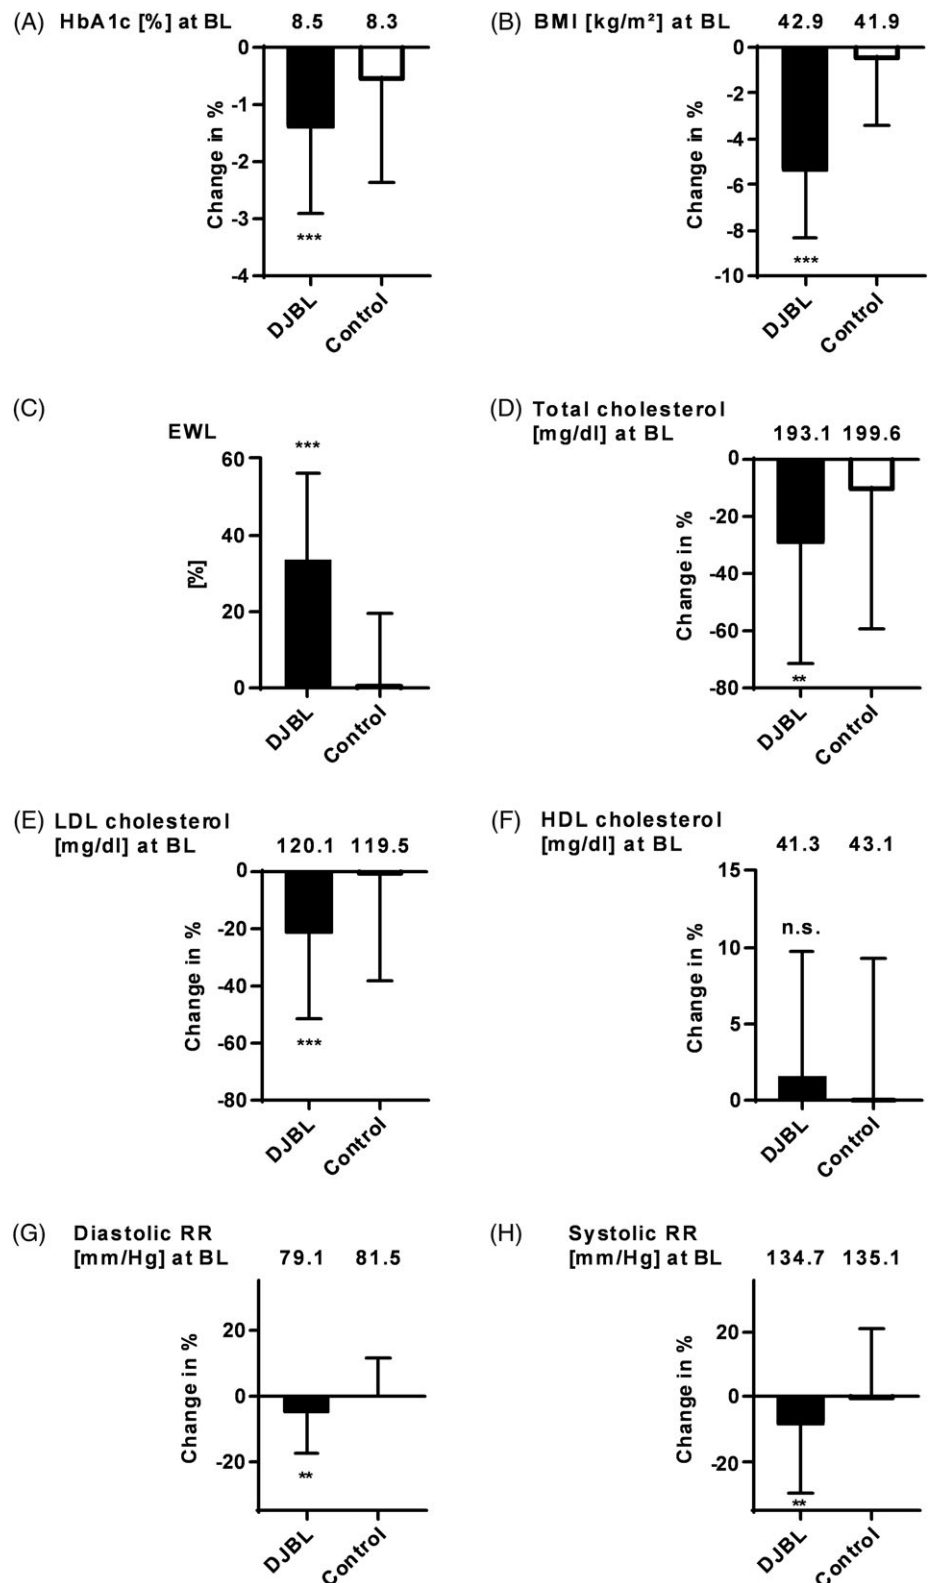 (A) HbA1c [%] at BL 8.5 8.3
0
-1
-2
-3
-4
Change in %
***
DJBL Control
(B) BMI [kg/m²] at BL 42.9 41.9
0
-2
-4
-6
-8
-10
Change in %
***
DJBL Control
(C)
EWL
***
60
40
20
0
[%]
DJBL Control
(D) Total cholesterol
[mg/dl] at BL 193.1 199.6
0
-20
-40
-60
-80
Change in %
**
DJBL Control
(E) LDL cholesterol
[mg/dl] at BL 120.1 119.5
0
-20
-40
-60
-80
Change in %
***
DJBL Control
(F) HDL cholesterol
[mg/dl] at BL 41.3 43.1
15
10
5
0
Change in %
n.s.
DJBL Control
(G) Diastolic RR
[mm/Hg] at BL 79.1 81.5
20
0
-20
Change in %
**
DJBL Control
(H) Systolic RR
[mm/Hg] at BL 134.7 135.1
20
0
-20
Change in %
**
DJBL Control